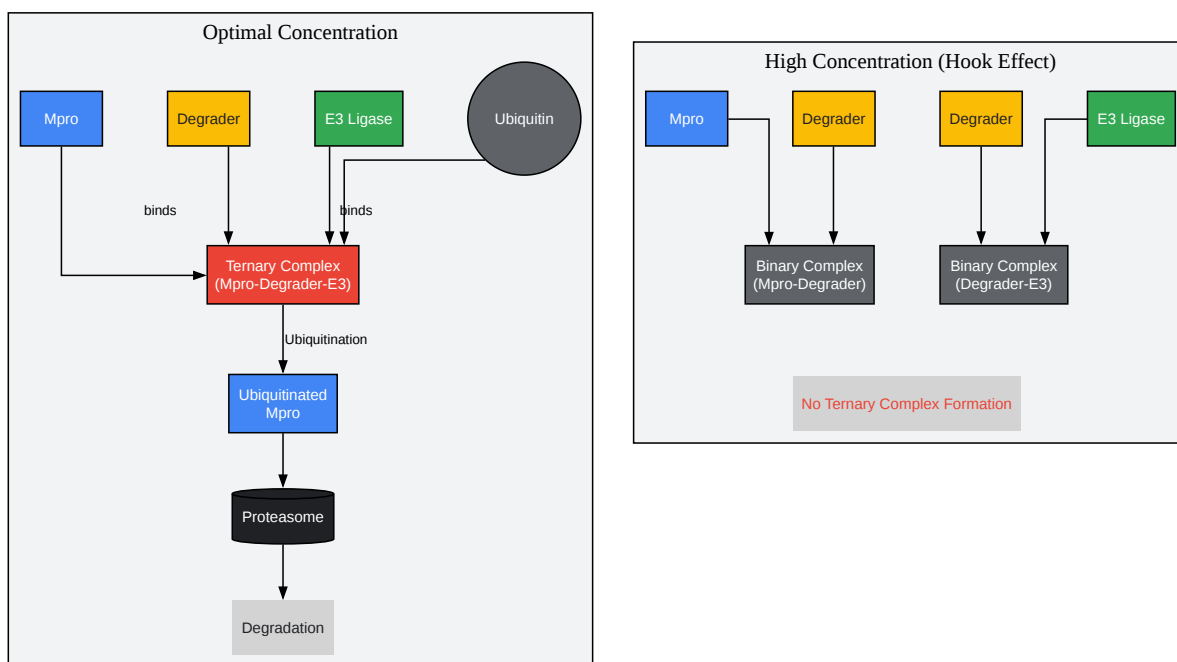 Optimal Concentration
Mpro
Degrader
E3 Ligase
Ubiquitin
binds
binds
Ternary Complex
(Mpro-Degrader-E3)
Ubiquitination
Ubiquitinated
Mpro
Proteasome
Degradation
High Concentration (Hook Effect)
Mpro
Degrader
Degrader
E3 Ligase
Binary Complex
(Mpro-Degrader)
Binary Complex
(Degrader-E3)
No Ternary Complex Formation